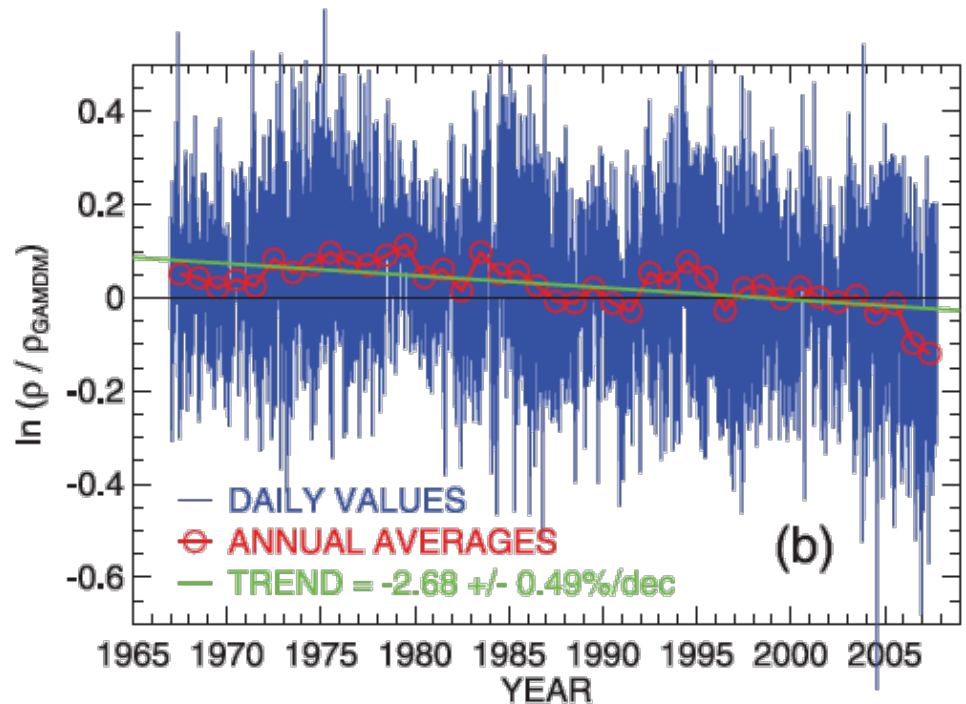 0.4
0.2
0
-0.2
-0.4
-0.6
ln (ρ / ρGAMDM)
DAILY VALUES
ANNUAL AVERAGES
TREND = -2.68 +/- 0.49%/dec
(b)
1965 1970 1975 1980 1985 1990 1995 2000 2005
YEAR